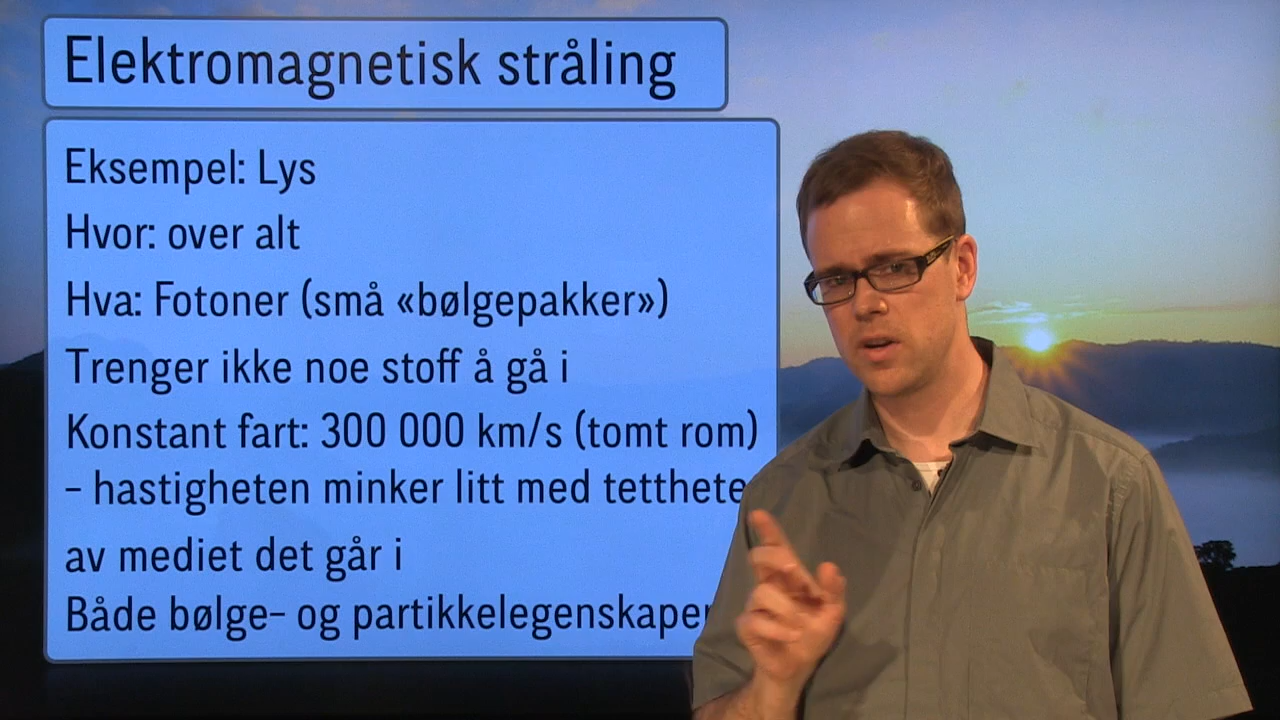 Elektromagnetisk stråling
Eksempel: Lys
Hvor: over alt
Hva: Fotoner (små «bølgepakker»)
Trenger ikke noe stoff å gå i
Konstant fart: 300 000 km/s (tomt rom)
– hastigheten minker litt med tetthete
av mediet det går i
Både bølge– og partikkelegenskaper